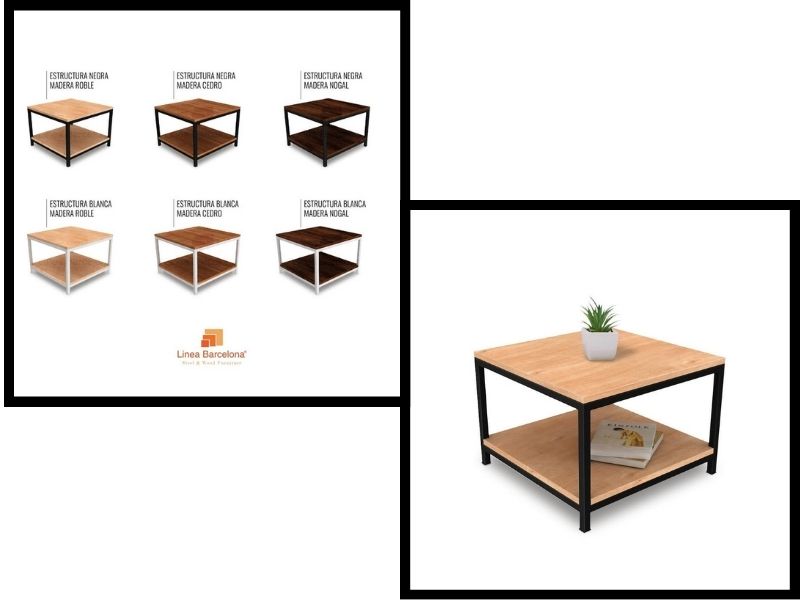 ESTRUCTURA NEGRA
MADERA ROBLE
ESTRUCTURA NEGRA
MADERA CEDRO
ESTRUCTURA NEGRA
MADERA NOGAL
ESTRUCTURA BLANCA
MADERA ROBLE
ESTRUCTURA BLANCA
MADERA CEDRO
ESTRUCTURA BLANCA
MADERA NOGAL
Linea Barcelona®
Steel & Wood Furniture
KINFOLK